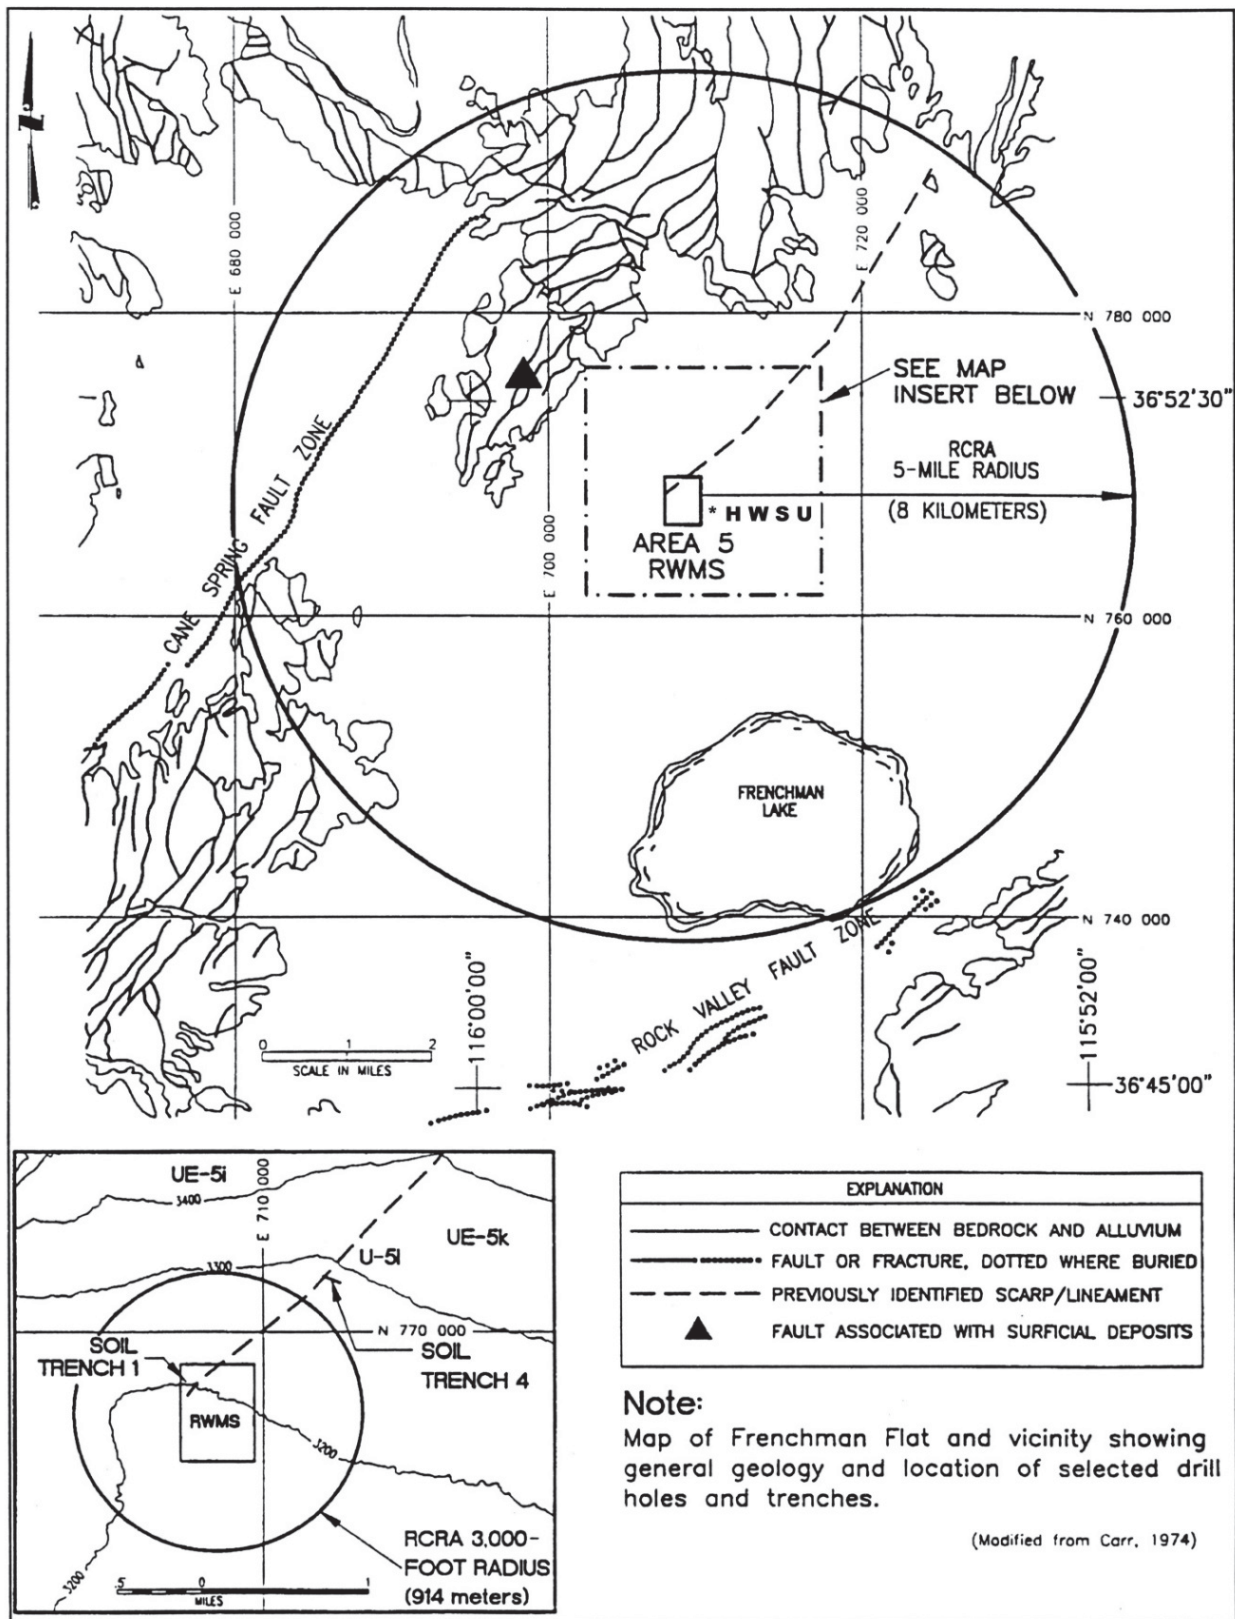 N
E 680 000
E 720 000
N 780 000
SEE MAP
INSERT BELOW
36°52'30"
CANE SPRING FAULT ZONE
RCRA
5-MILE RADIUS
(8 KILOMETERS)
* HWSU
AREA 5
RWMS
E 700 000
N 760 000
FRENCHMAN
LAKE
N 740 000
ROCK VALLEY FAULT ZONE
0 1 2
SCALE IN MILES
116°00'00"
115°52'00"
36°45'00"
UE-5i
3400
E 710 000
UE-5k
U-5i
3300
N 770 000
SOIL
TRENCH 1
SOIL
TRENCH 4
RWMS
3200
3200
RCRA 3,000-
FOOT RADIUS
(914 meters)
.5 0 1
MILES
EXPLANATION
CONTACT BETWEEN BEDROCK AND ALLUVIUM
FAULT OR FRACTURE, DOTTED WHERE BURIED
PREVIOUSLY IDENTIFIED SCARP/LINEAMENT
FAULT ASSOCIATED WITH SURFICIAL DEPOSITS
Note:
Map of Frenchman Flat and vicinity showing
general geology and location of selected drill
holes and trenches.
(Modified from Carr, 1974)